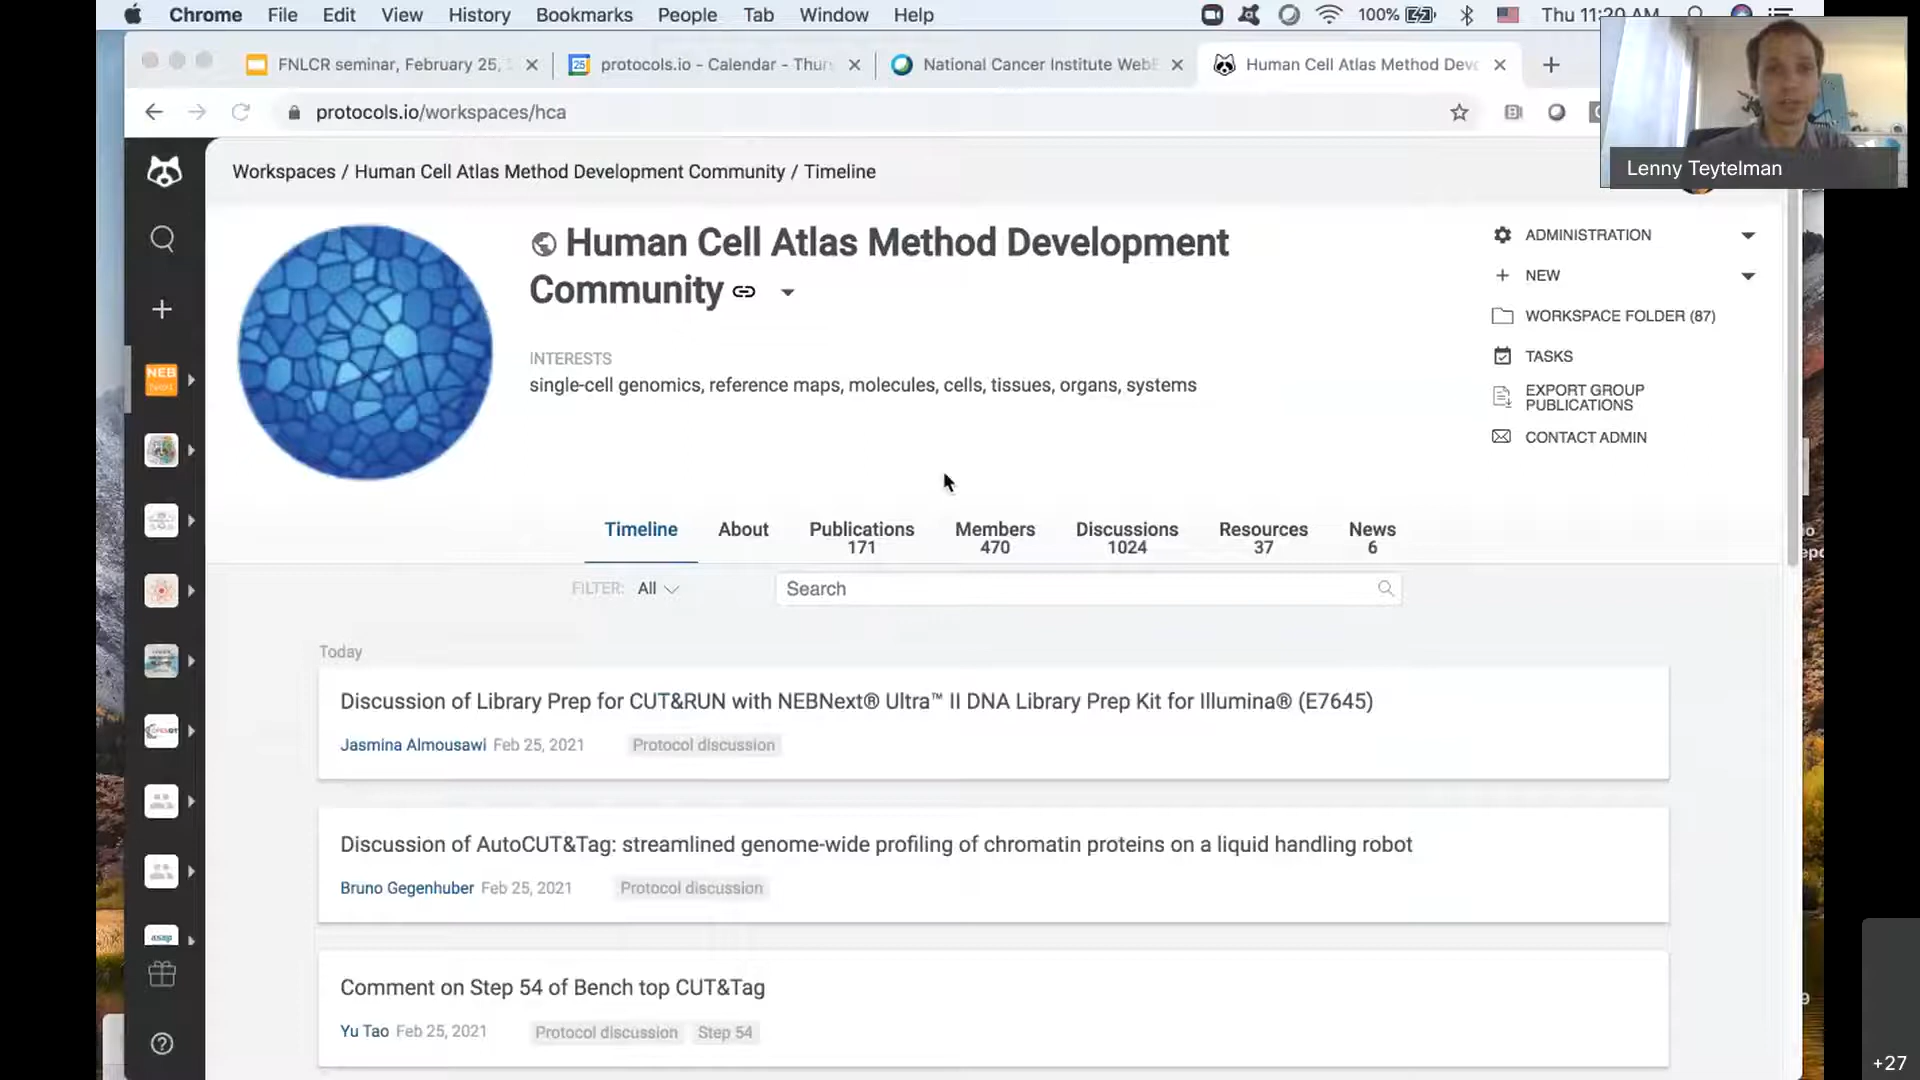 Chrome File Edit View History Bookmarks People Tab Window Help 100% Thu 11:20 AM
FNLCR seminar, February 25, protocols.io - Calendar - Thur National Cancer Institute Web Human Cell Atlas Method Dev
protocols.io/workspaces/hca
Lenny Teytelman
Workspaces / Human Cell Atlas Method Development Community / Timeline
Human Cell Atlas Method Development
Community
INTERESTS
single-cell genomics, reference maps, molecules, cells, tissues, organs, systems
ADMINISTRATION
NEW
WORKSPACE FOLDER (87)
TASKS
EXPORT GROUP
PUBLICATIONS
CONTACT ADMIN
NEB
Next
Timeline About Publications Members Discussions Resources News
171 470 1024 37 6
FILTER: All Search
Today
Discussion of Library Prep for CUT&RUN with NEBNext® Ultra™ II DNA Library Prep Kit for Illumina® (E7645)
Jasmina Almousawi Feb 25, 2021 Protocol discussion
Discussion of AutoCUT&Tag: streamlined genome-wide profiling of chromatin proteins on a liquid handling robot
Bruno Gegenhuber Feb 25, 2021 Protocol discussion
Comment on Step 54 of Bench top CUT&Tag
Yu Tao Feb 25, 2021 Protocol discussion Step 54
+27